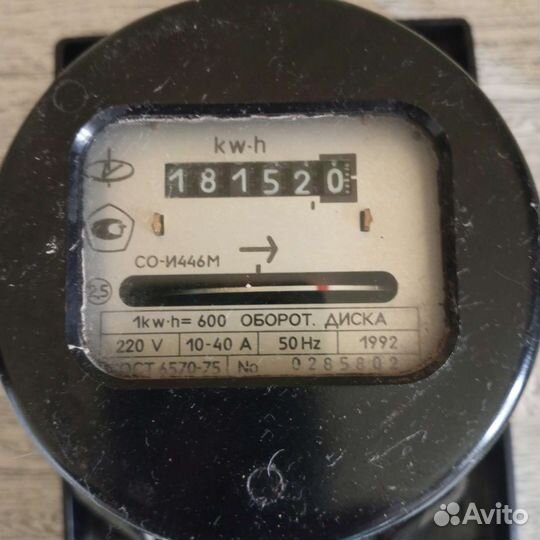 kw·h
181520
СО-И446М
2,5
1kw·h= 600 ОБОРОТ. ДИСКА
220 V 10-40 A 50 Hz 1992
ГОСТ 6570-75 No 0285802
Avito